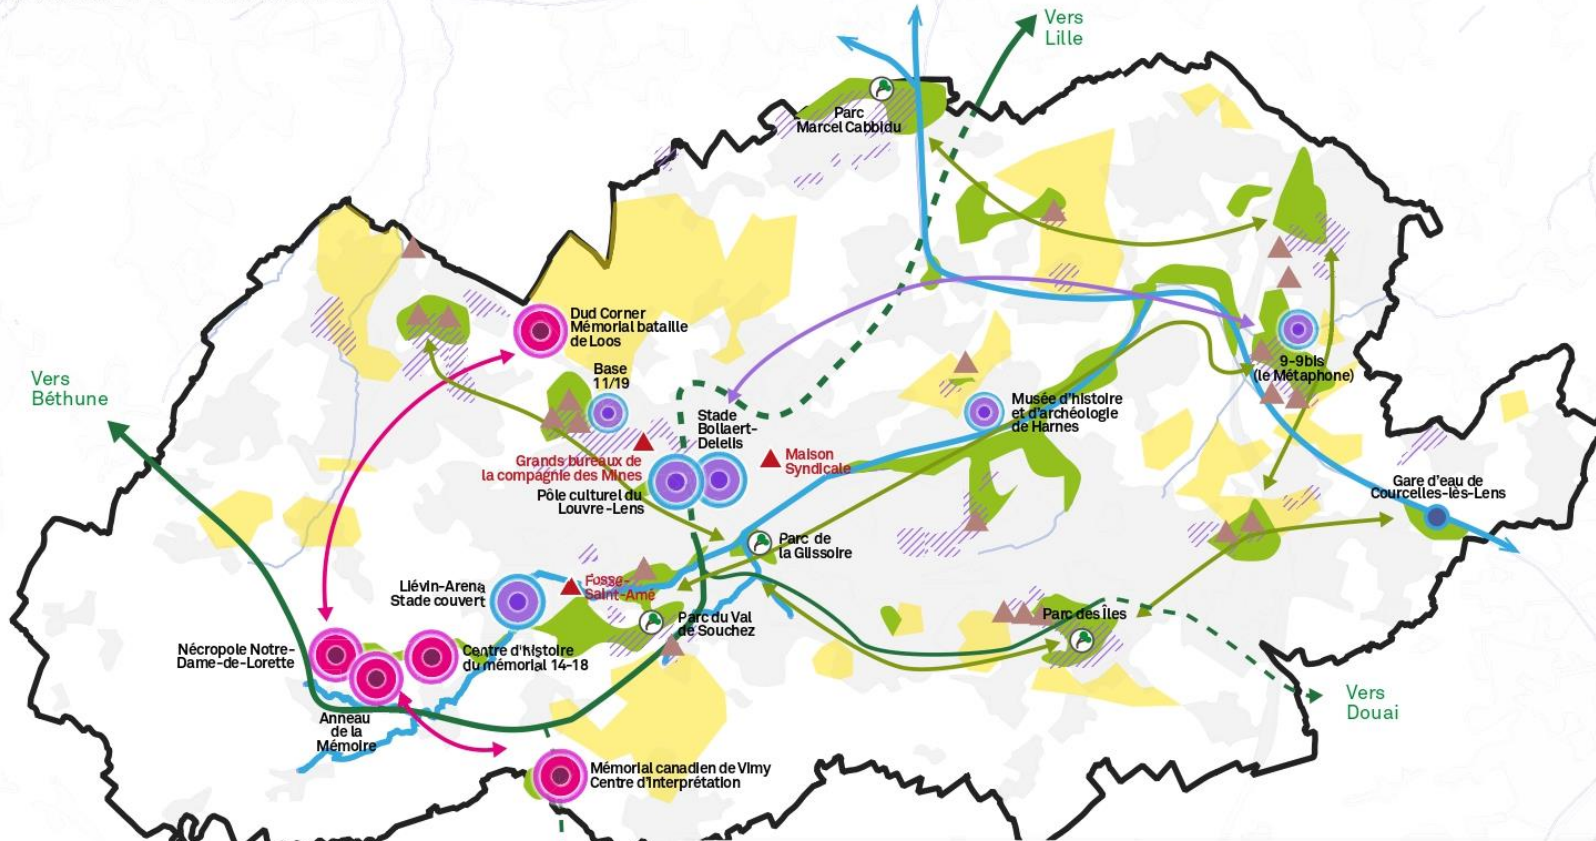 Vers
Lille
Parc
Marcel Cabbidu
Dud Corner
Mémorial bataille
de Loos
Vers
Béthune
Base
11/19
9-9bis
(le Métaphone)
Musée d'histoire
et d'archéologie
de Harnes
Stade
Bollaert-
Delelis
Grands bureaux de
la compagnie des Mines
Maison
Syndicale
Pôle culturel du
Louvre-Lens
Gare d'eau de
Courcelles-lès-Lens
Parc de
la Glissoire
Liévin-Arena
Stade couvert
Fosse-
Saint-Amé
Parc du Val
de Souchez
Parc des Îles
Nécropole Notre-
Dame-de-Lorette
Centre d'histoire
du mémorial 14-18
Vers
Douai
Anneau
de la
Mémoire
Mémorial canadien de Vimy
Centre d'Interprétation